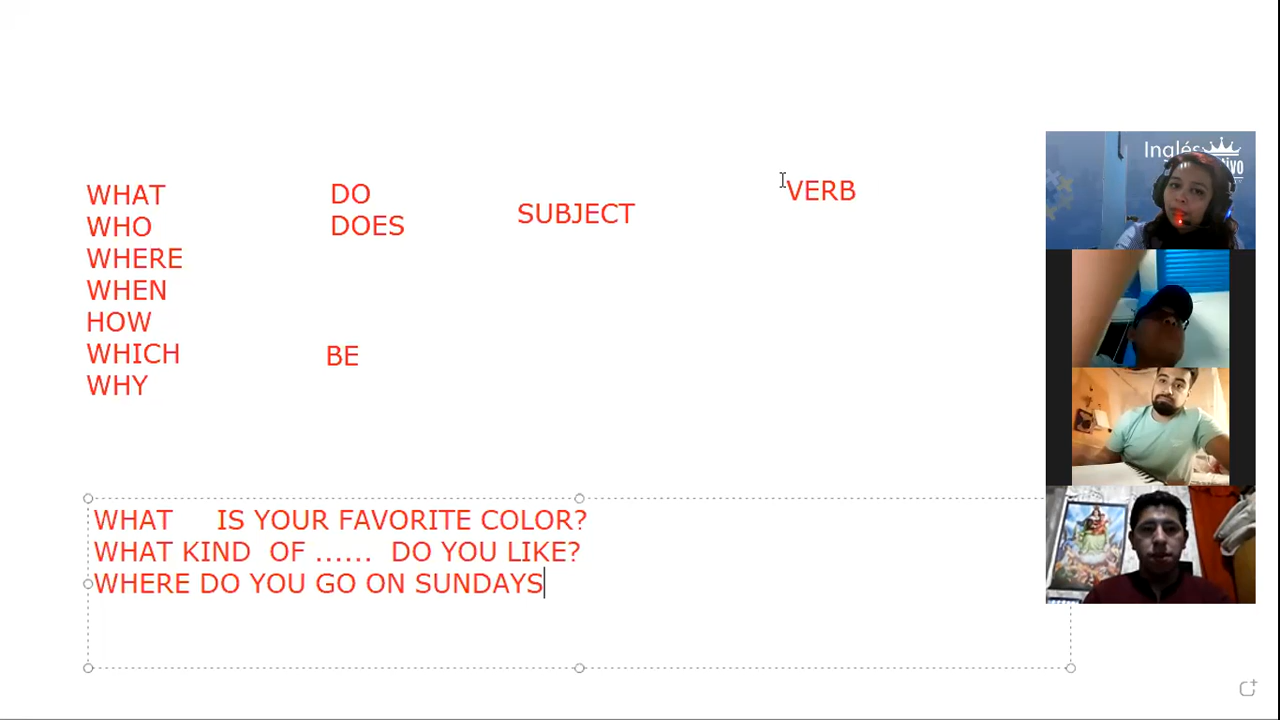 WHAT
WHO
WHERE
WHEN
HOW
WHICH
WHY
DO
DOES
BE
SUBJECT
VERB
WHAT IS YOUR FAVORITE COLOR?
WHAT KIND OF ...... DO YOU LIKE?
WHERE DO YOU GO ON SUNDAYS
Inglés